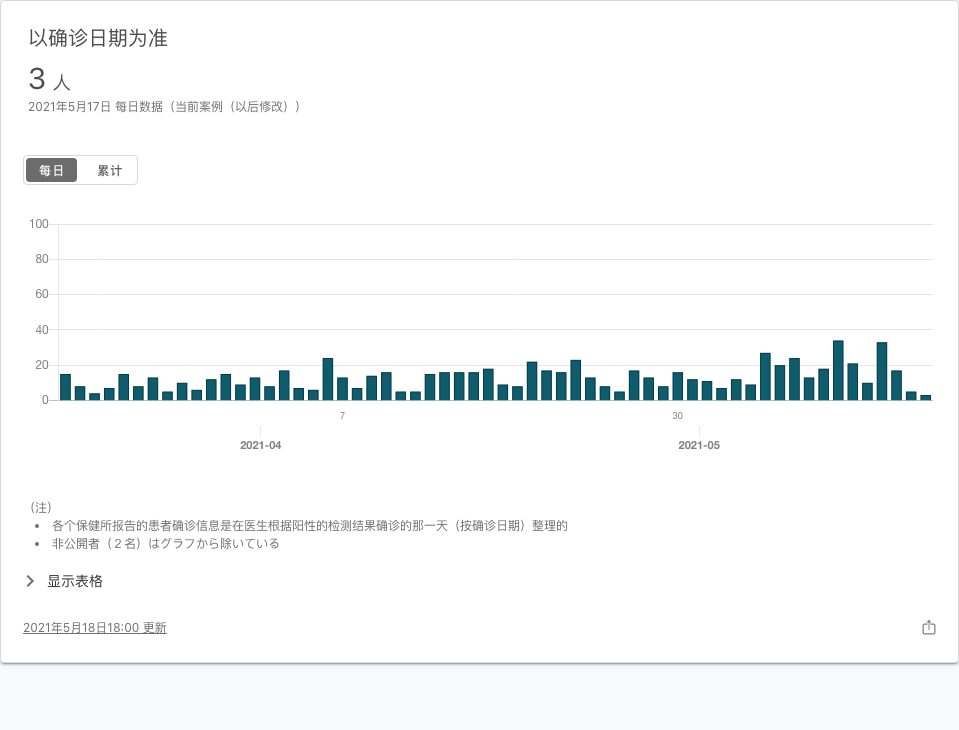 以确诊日期为准
3 人
2021年5月17日 每日数据（当前案例（以后修改））
每日 累计
100
80
60
40
20
0
7 30
2021-04 2021-05
（注）
• 各个保健所报告的患者确诊信息是在医生根据阳性的检测结果确诊的那一天（按确诊日期）整理的
• 非公開者（２名）はグラフから除いている
显示表格
2021年5月18日18:00 更新